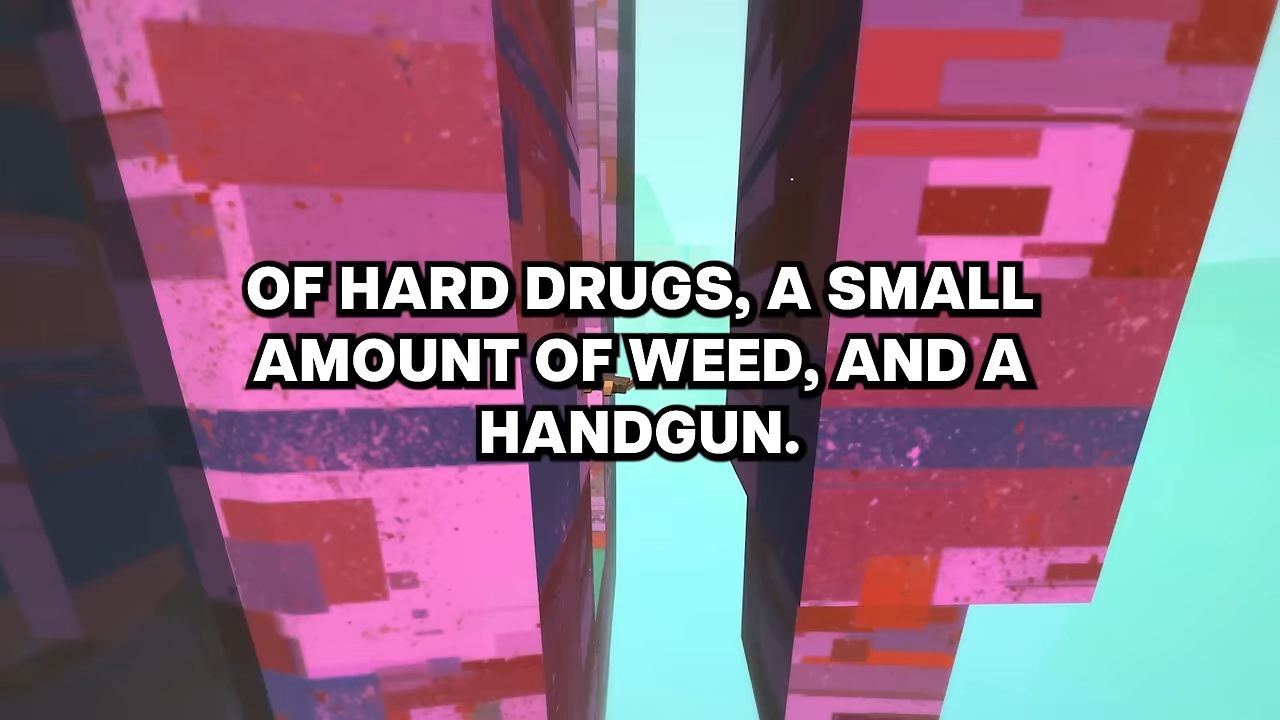 OF HARD DRUGS, A SMALL
AMOUNT OF WEED, AND A
HANDGUN.